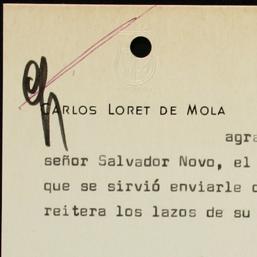 CARLOS LORET DE MOLA
agra
señor Salvador Novo, el
que se sirvió enviarle
reitera los lazos de su